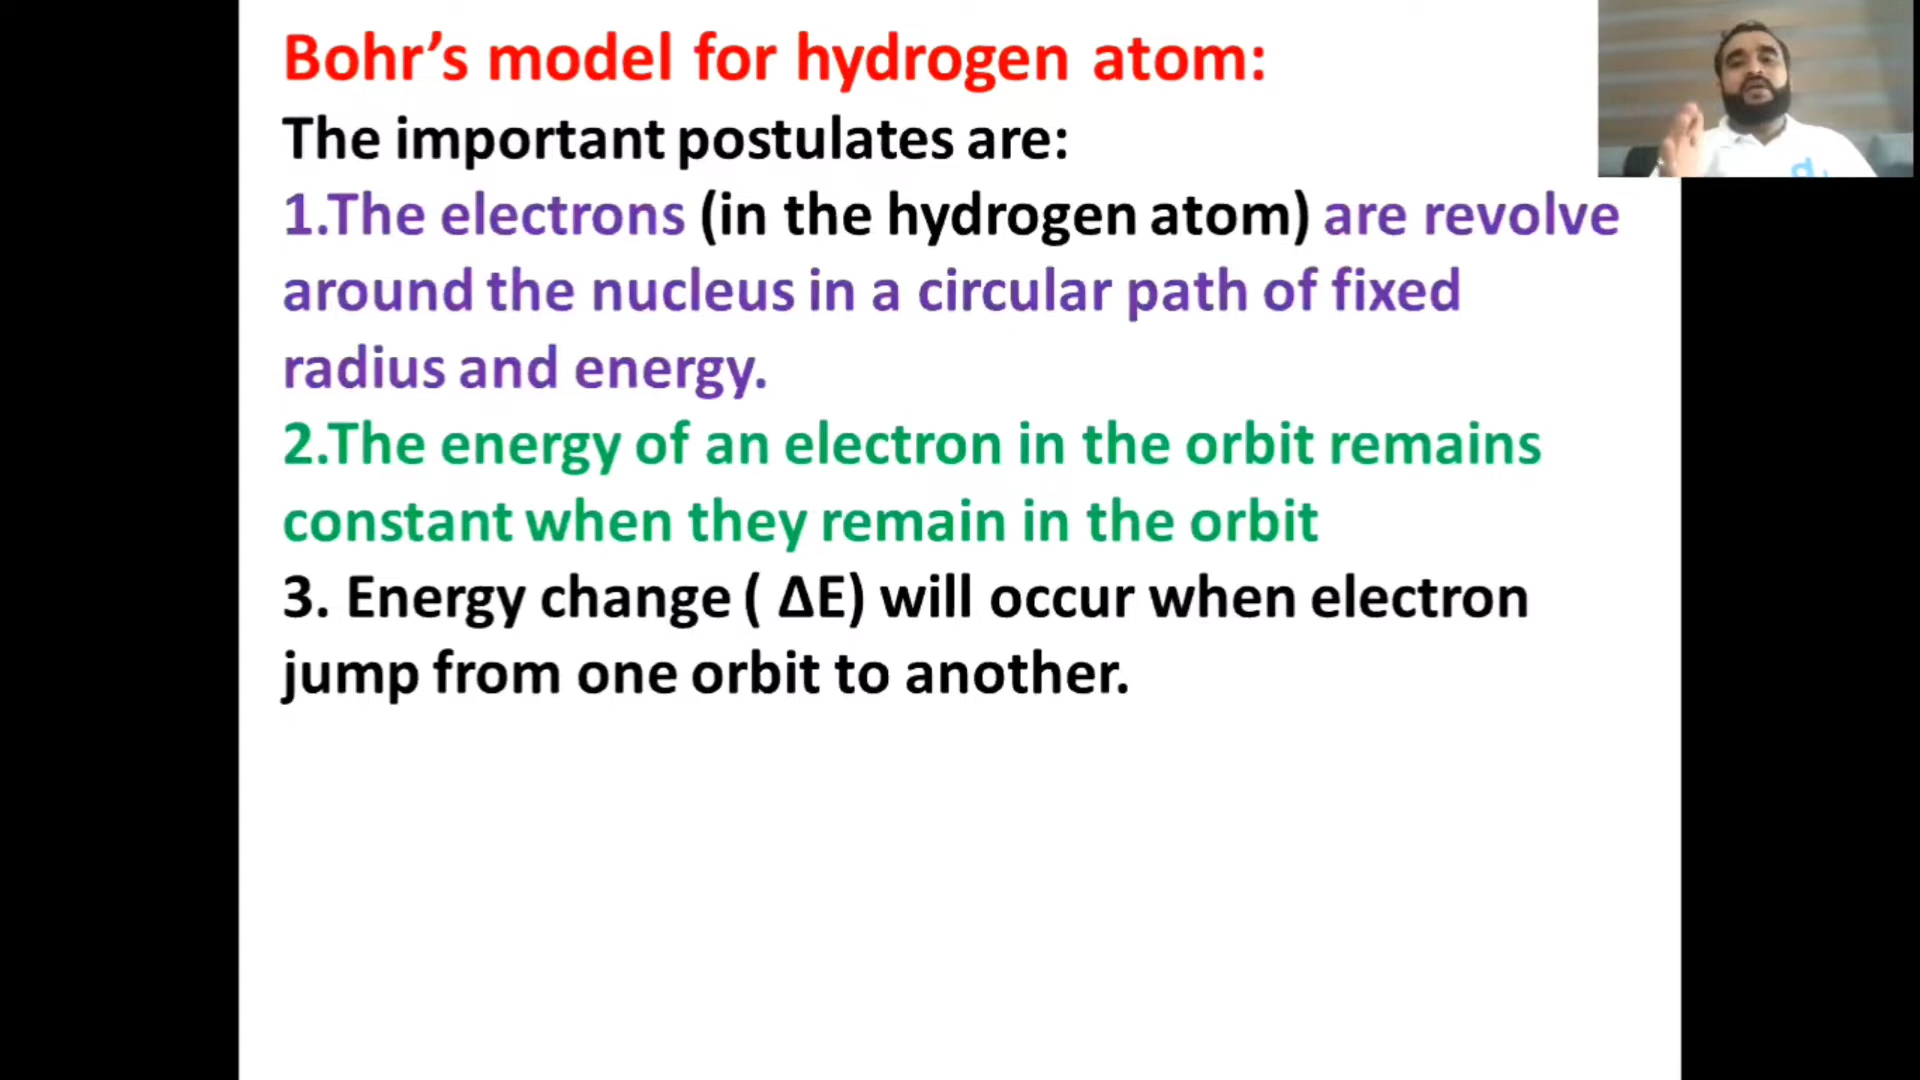 Bohr’s model for hydrogen atom:
The important postulates are:
1.The electrons (in the hydrogen atom) are revolve
around the nucleus in a circular path of fixed
radius and energy.
2.The energy of an electron in the orbit remains
constant when they remain in the orbit
3. Energy change ( ΔE) will occur when electron
jump from one orbit to another.